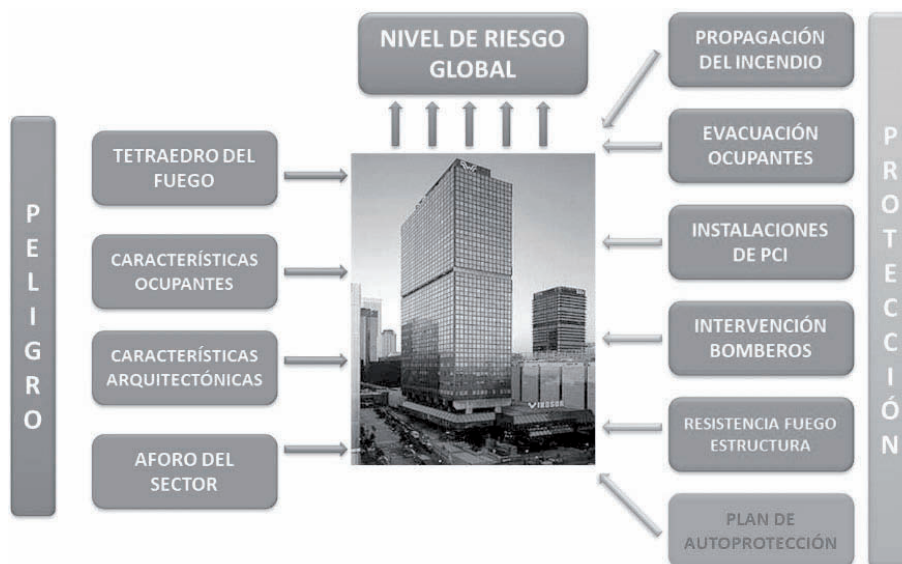 NIVEL DE RIESGO
GLOBAL
PELIGRO
TETRAEDRO DEL
FUEGO
CARACTERÍSTICAS
OCUPANTES
CARACTERÍSTICAS
ARQUITECTÓNICAS
AFORO DEL
SECTOR
PROPAGACIÓN
DEL INCENDIO
EVACUACIÓN
OCUPANTES
INSTALACIONES
DE PCI
INTERVENCIÓN
BOMBEROS
RESISTENCIA FUEGO
ESTRUCTURA
PLAN DE
AUTOPROTECCIÓN
PROTECCIÓN